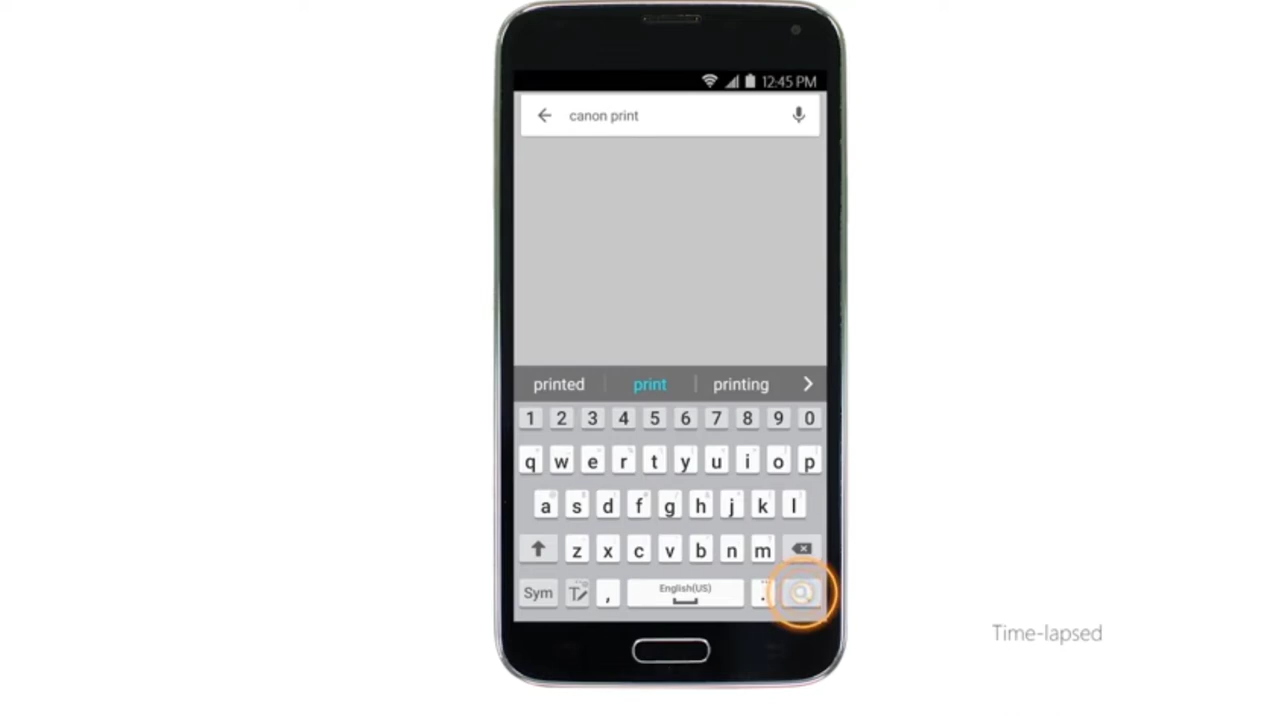 12:45 PM
canon print
printed print printing
1 2 3 4 5 6 7 8 9 0
q w e r t y u i o p
a s d f g h j k l
z x c v b n m
Sym , English(US) .
Time-lapsed